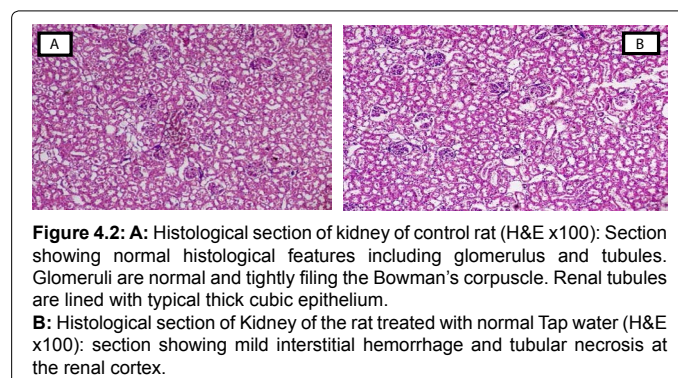 A
B
Figure 4.2: A: Histological section of kidney of control rat (H&E x100): Section
showing normal histological features including glomerulus and tubules.
Glomeruli are normal and tightly filing the Bowman's corpuscle. Renal tubules
are lined with typical thick cubic epithelium.
B: Histological section of Kidney of the rat treated with normal Tap water (H&E
x100): section showing mild interstitial hemorrhage and tubular necrosis at
the renal cortex.